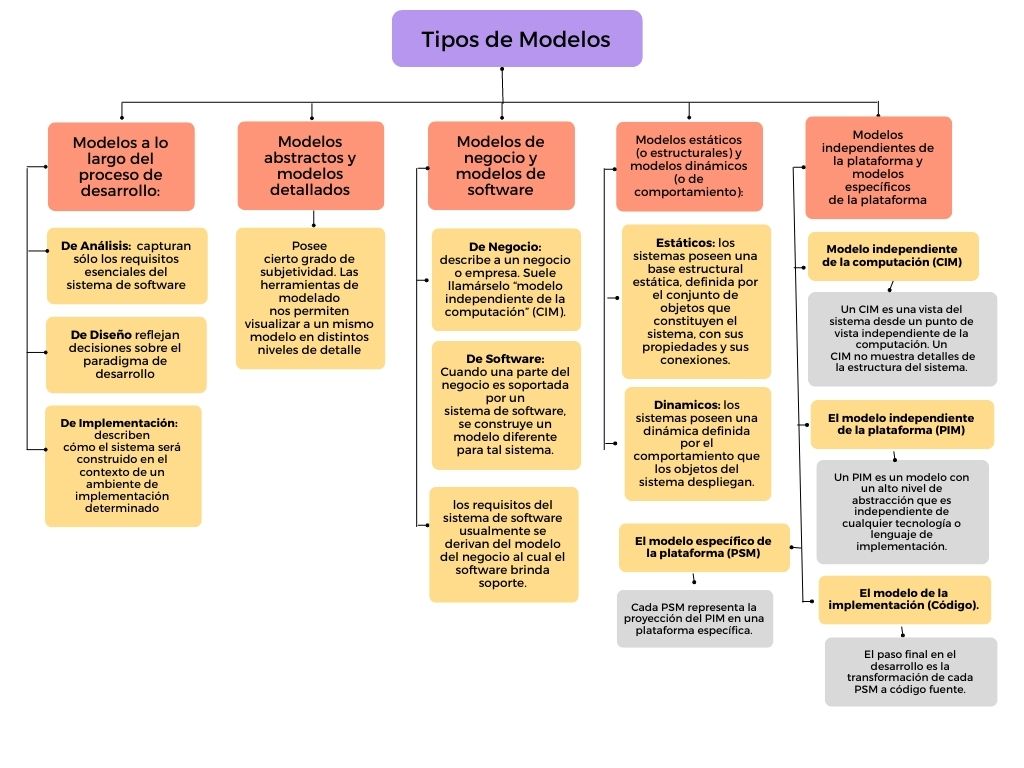 Tipos de Modelos
Modelos a lo
largo del
proceso de
desarrollo:
De Análisis: capturan
sólo los requisitos
esenciales del
sistema de software
De Diseño reflejan
decisiones sobre el
paradigma de
desarrollo
De Implementación:
describen
cómo el sistema será
construido en el
contexto de un
ambiente de
implementación
determinado
Modelos
abstractos y
modelos
detallados
Posee
cierto grado de
subjetividad. Las
herramientas de
modelado
nos permiten
visualizar a un mismo
modelo en distintos
niveles de detalle
Modelos de
negocio y
modelos de
software
De Negocio:
describe a un negocio
o empresa. Suele
llamárselo “modelo
independiente de la
computación” (CIM).
De Software:
Cuando una parte del
negocio es soportada
por un
sistema de software,
se construye un
modelo diferente
para tal sistema.
los requisitos del
sistema de software
usualmente se
derivan del modelo
del negocio al cual el
software brinda
soporte.
Modelos estáticos
(o estructurales) y
modelos dinámicos
(o de
comportamiento):
Estáticos: los
sistemas poseen una
base estructural
estática, definida por
el conjunto de
objetos que
constituyen el
sistema, con sus
propiedades y sus
conexiones.
Dinamicos: los
sistemas poseen una
dinámica definida
por el
comportamiento que
los objetos del
sistema despliegan.
Modelos
independientes de
la plataforma y
modelos
específicos
de la plataforma
Modelo independiente
de la computación (CIM)
Un CIM es una vista del
sistema desde un punto de
vista independiente de la
computación. Un
CIM no muestra detalles de
la estructura del sistema.
El modelo independiente
de la plataforma (PIM)
Un PIM es un modelo con
un alto nivel de
abstracción que es
independiente de
cualquier tecnología o
lenguaje de
implementación.
El modelo específico de
la plataforma (PSM)
Cada PSM representa la
proyección del PIM en una
plataforma específica.
El modelo de la
implementación (Código).
El paso final en el
desarrollo es la
transformación de cada
PSM a código fuente.